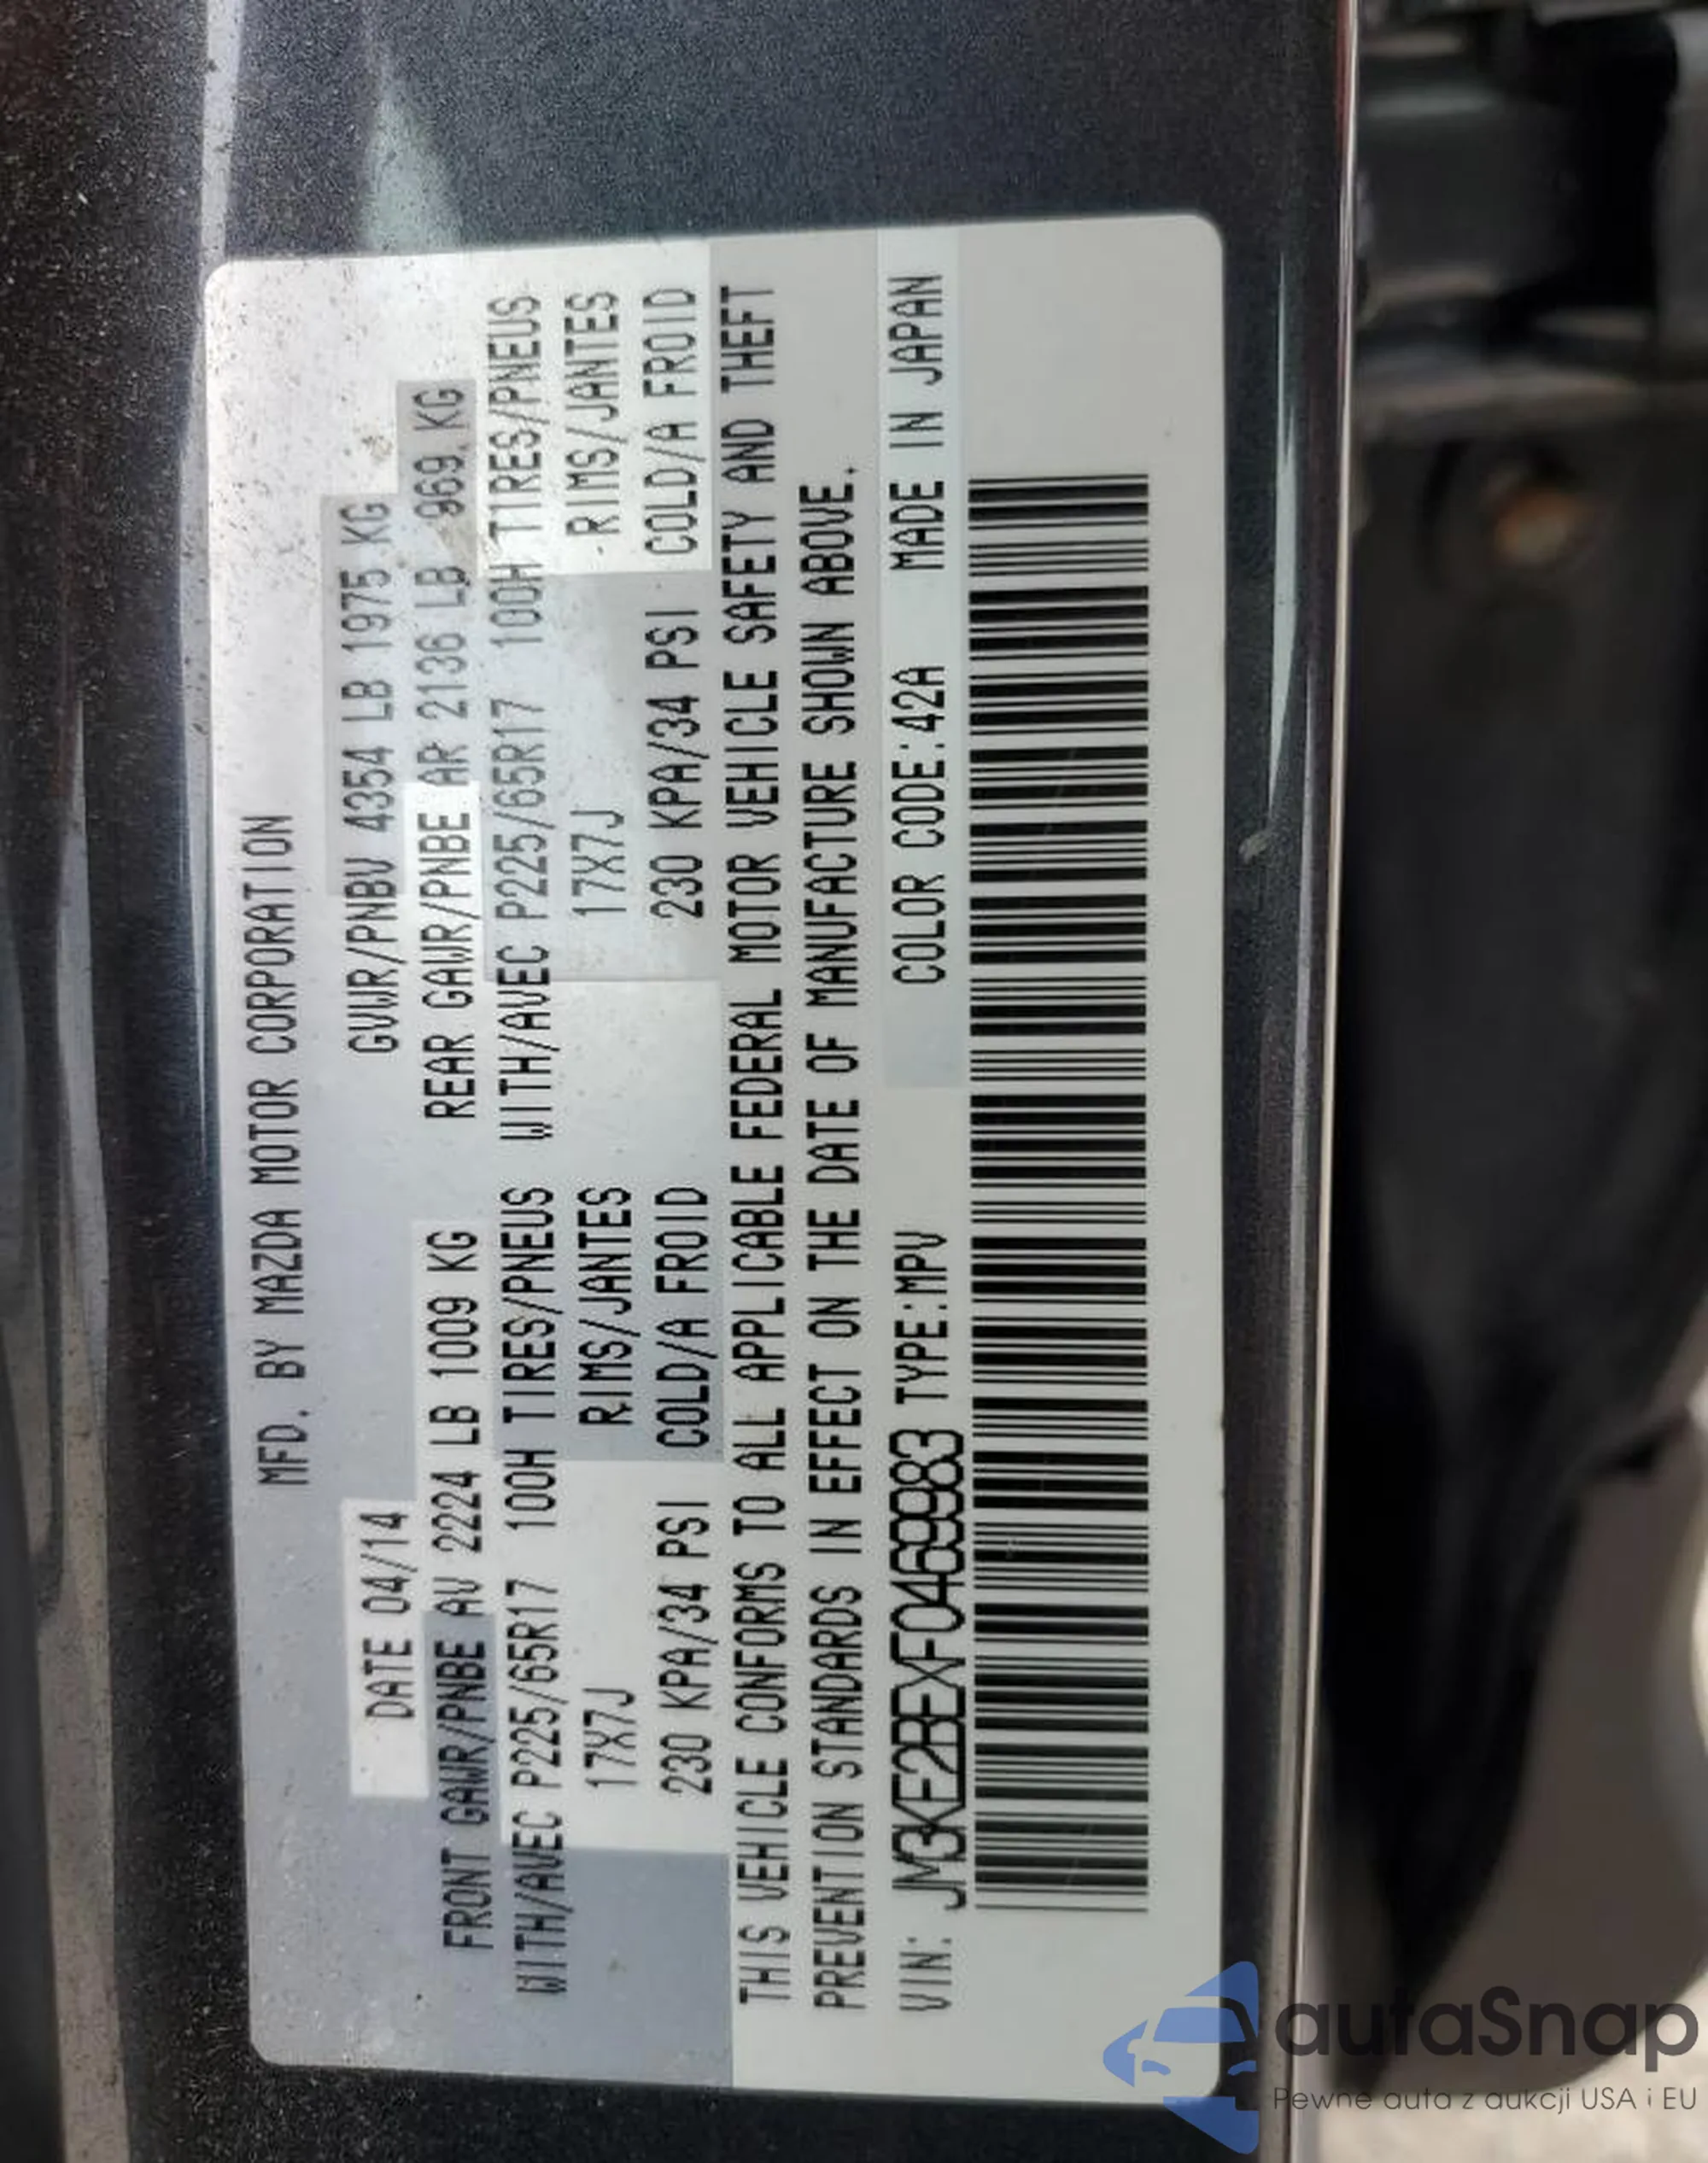 MFD. BY MAZDA MOTOR CORPORATION
DATE 04/14 GVWR/PNBV 4354 LB 1975 KG
FRONT GAWR/PNBE AV 2224 LB 1009 KG REAR GAWR/PNBE AR 2136 LB 969 KG
WITH/AVEC P225/65R17 100H TIRES/PNEUS WITH/AVEC P225/65R17 100H TIRES/PNEUS
17X7J RIMS/JANTES 17X7J RIMS/JANTES
230 KPA/34 PSI COLD/A FROID 230 KPA/34 PSI COLD/A FROID
THIS VEHICLE CONFORMS TO ALL APPLICABLE FEDERAL MOTOR VEHICLE SAFETY AND THEFT
PREVENTION STANDARDS IN EFFECT ON THE DATE OF MANUFACTURE SHOWN ABOVE.
VIN: JM3KF2BEXF0469983 TYPE:MPV COLOR CODE:42A MADE IN JAPAN
autaSnap
Pewne auta z aukcji USA i EU